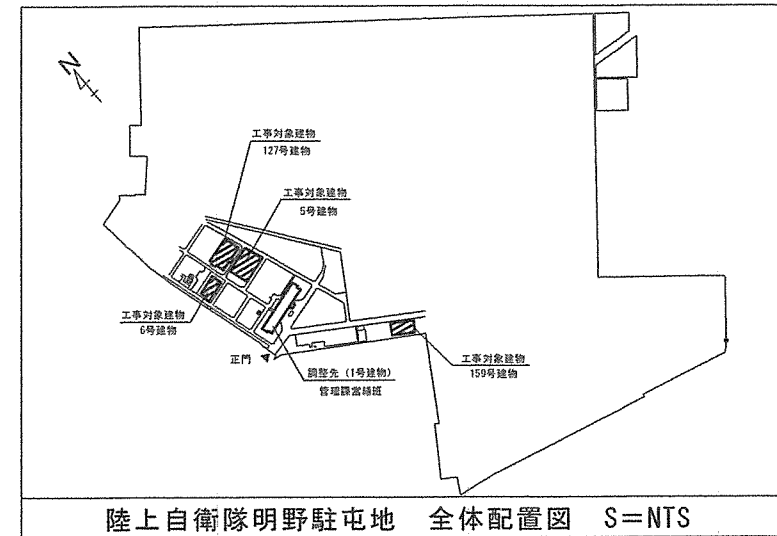 N
工事対象建物
127号建物
工事対象建物
5号建物
工事対象建物
6号建物
正門
調整先（1号建物）
管理課営繕班
工事対象建物
159号建物
陸上自衛隊明野駐屯地 全体配置図 S=NTS